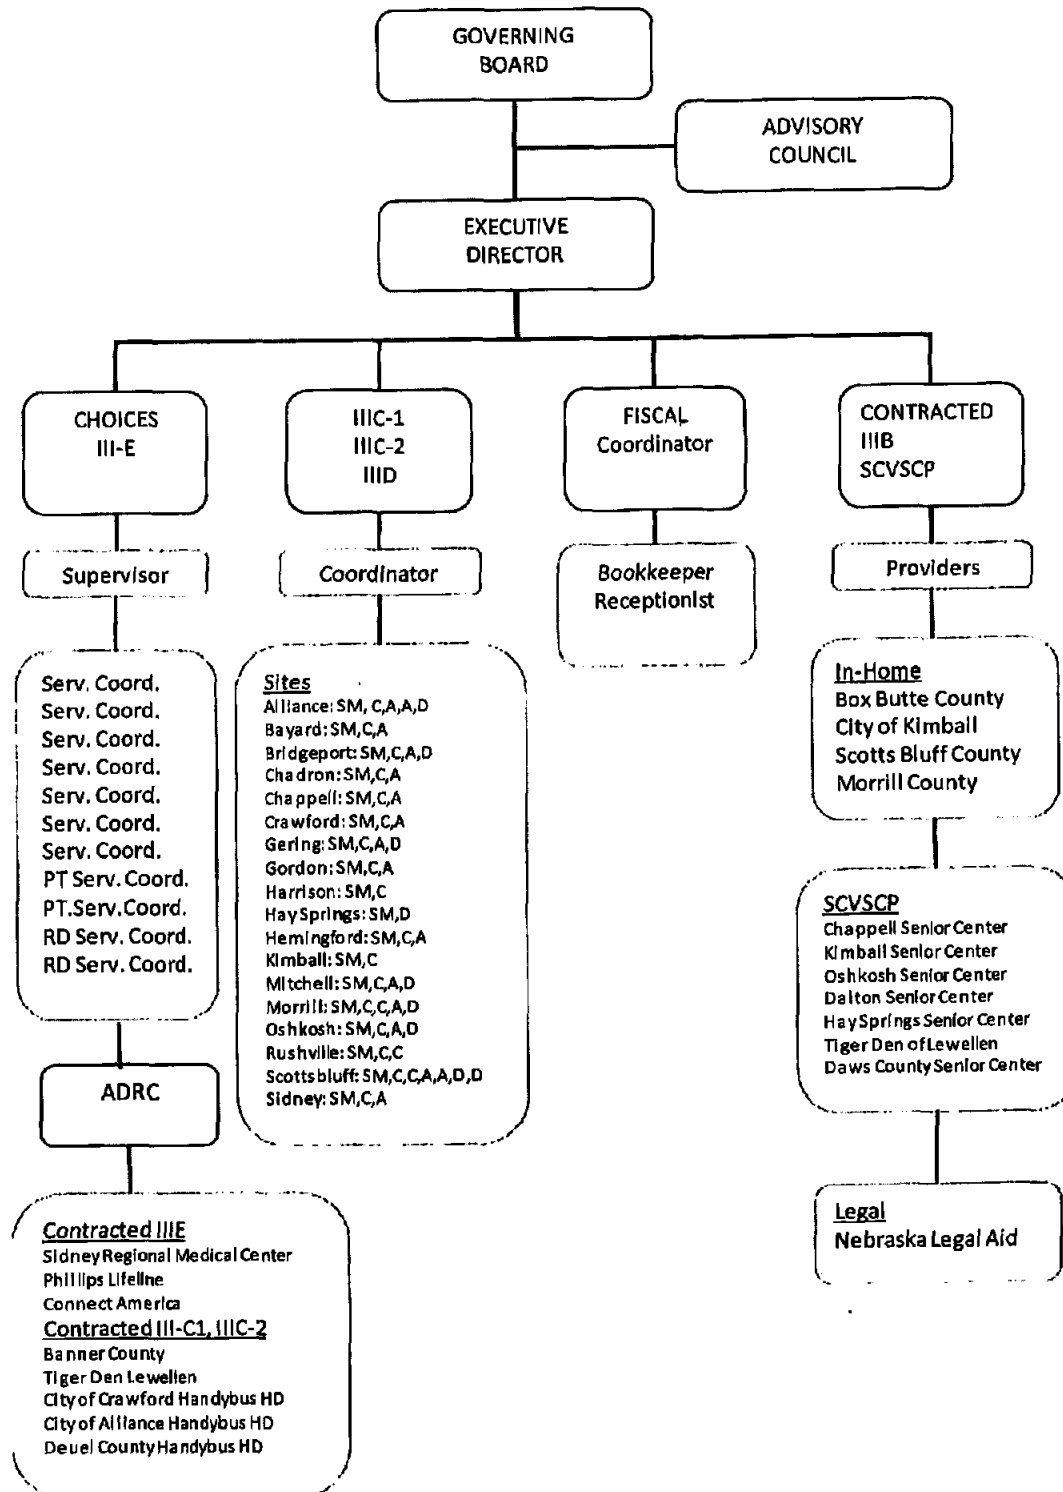 GOVERNING
BOARD
ADVISORY
COUNCIL
EXECUTIVE
DIRECTOR
CHOICES
III-E
IIIC-1
IIIC-2
IIID
FISCAL
Coordinator
CONTRACTED
IIIB
SCVSCP
Supervisor
Coordinator
Bookkeeper
Receptionist
Providers
Serv. Coord.
Serv. Coord.
Serv. Coord.
Serv. Coord.
Serv. Coord.
Serv. Coord.
Serv. Coord.
PT Serv. Coord.
PT.Serv.Coord.
RD Serv. Coord.
RD Serv. Coord.
Sites
Alliance: SM, C,A,A,D
Bayard: SM,C,A
Bridgeport: SM,C,A,D
Chadron: SM,C,A
Chappell: SM,C,A
Crawford: SM,C,A
Gering: SM,C,A,D
Gordon: SM,C,A
Harrison: SM,C
Hay Springs: SM,D
Hemingford: SM,C,A
Kimball: SM,C
Mitchell: SM,C,A,D
Morrill: SM,C,C,A,D
Oshkosh: SM,C,A,D
Rushville: SM,C,C
Scottsbluff: SM,C,C,A,A,D,D
Sidney: SM,C,A
In-Home
Box Butte County
City of Kimball
Scotts Bluff County
Morrill County
SCVSCP
Chappell Senior Center
Kimball Senior Center
Oshkosh Senior Center
Dalton Senior Center
Hay Springs Senior Center
Tiger Den of Lewellen
Daws County Senior Center
ADRC
Legal
Nebraska Legal Aid
Contracted IIIE
Sidney Regional Medical Center
Phillips Lifeline
Connect America
Contracted III-C1, IIIC-2
Banner County
Tiger Den Lewellen
City of Crawford Handybus HD
City of Alliance Handybus HD
Deuel County Handybus HD